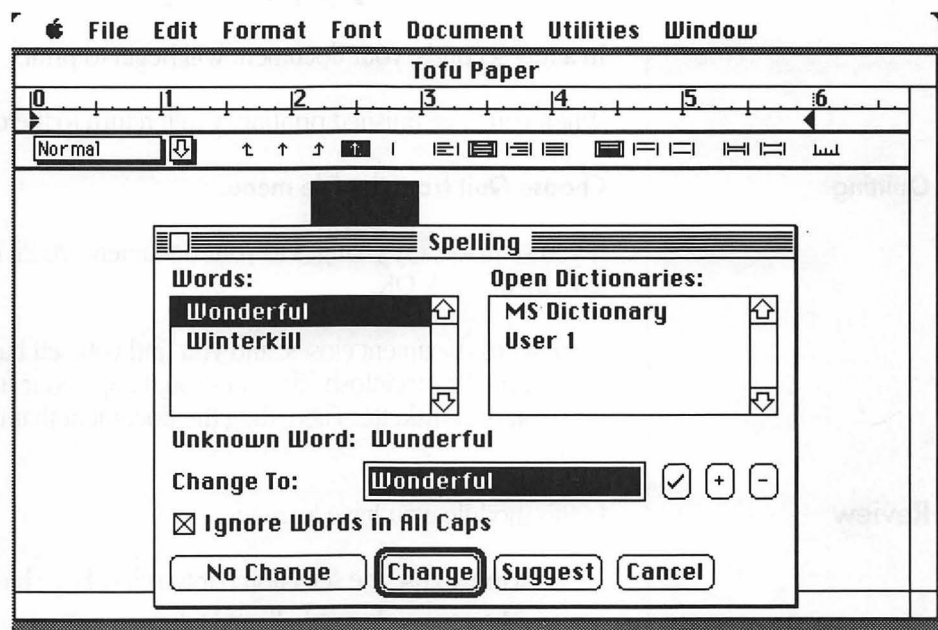 File Edit Format Font Document Utilities Window
Tofu Paper
0 1 2 3 4 5 6
Normal
Spelling
Words: Open Dictionaries:
Wonderful MS Dictionary
Winterkill User 1
Unknown Word: Wunderful
Change To: Wonderful
Ignore Words in All Caps
No Change Change Suggest Cancel
Quitting
Review